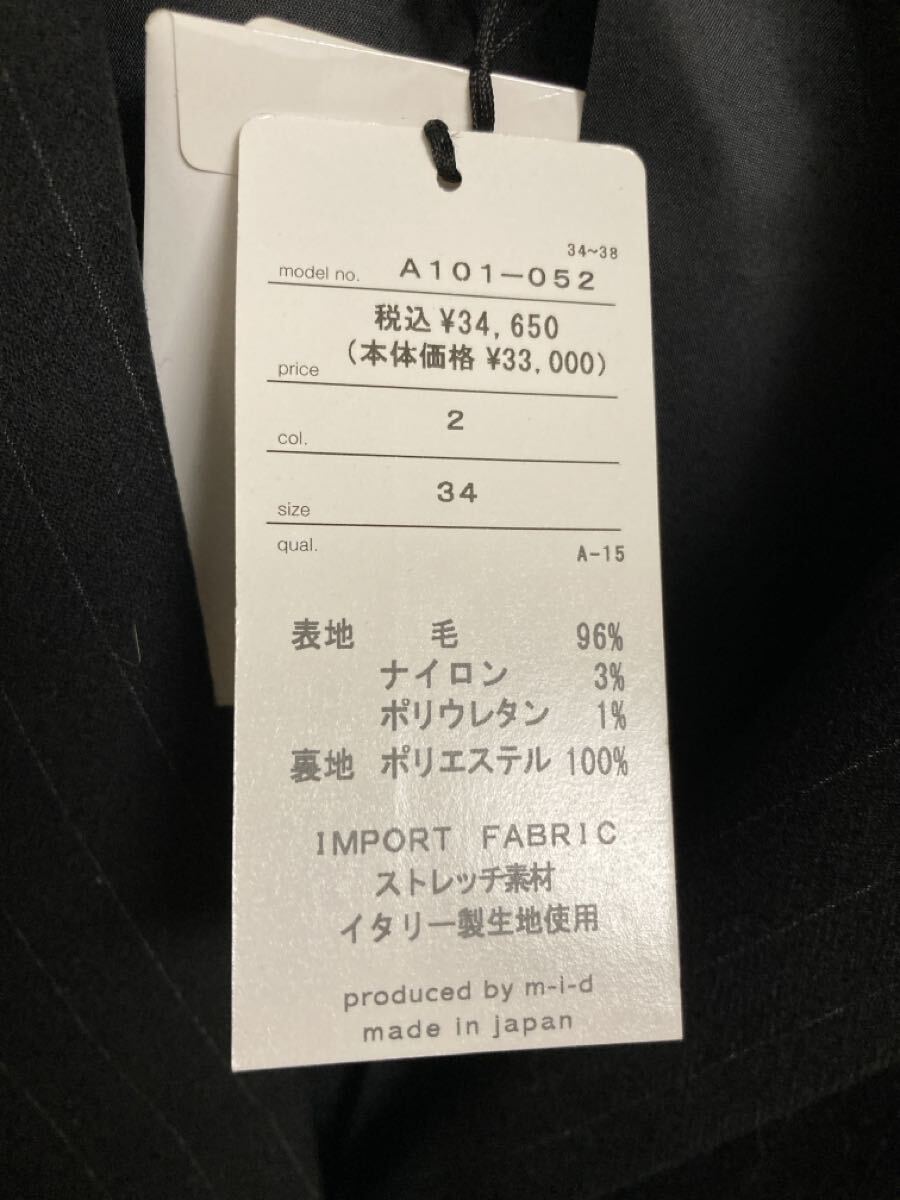 34~38
model no. A101-052
税込 ¥34,650
(本体価格 ¥33,000)
price
2
col.
34
size
qual.
A-15
表地 毛 96%
ナイロン 3%
ポリウレタン 1%
裏地 ポリエステル 100%
IMPORT FABRIC
ストレッチ素材
イタリー製生地使用
produced by m-i-d
made in japan